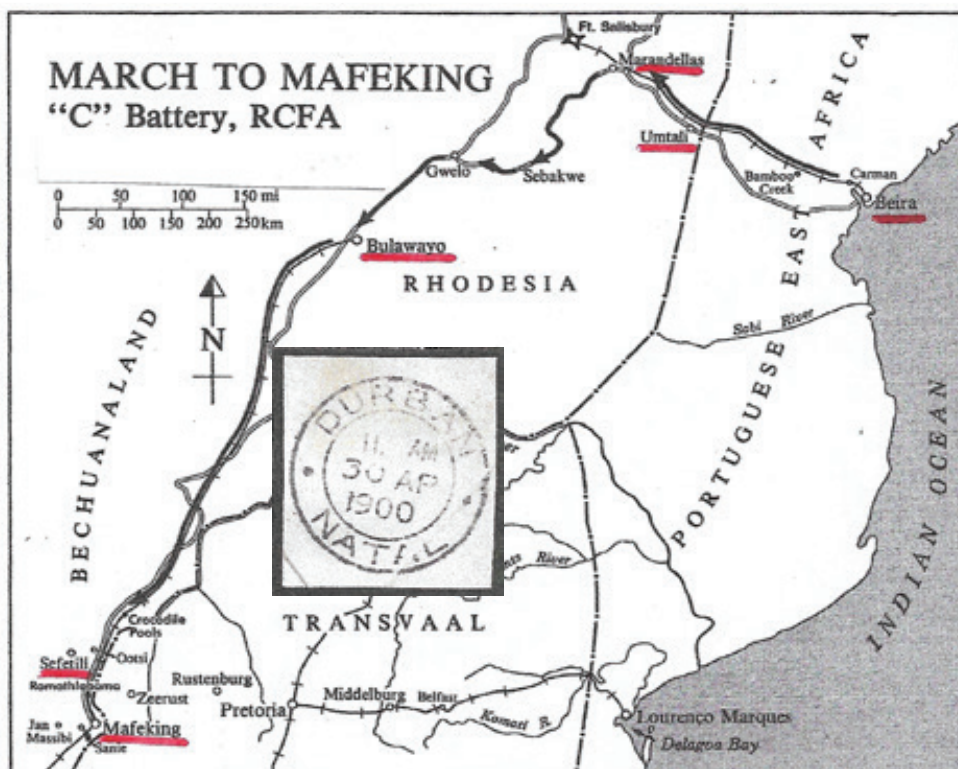 MARCH TO MAFEKING
"C" Battery, RCFA
Ft. Salisbury
Marandellas
Umtali
Bamboo Creek
Carman
Beira
Gwelo
Sebakwe
0 50 100 150 mi
0 50 100 150 200 250 km
Bulawayo
RHODESIA
N
BECHUANALAND
PORTUGUESE EAST AFRICA
Sabi River
INDIAN OCEAN
DURBAN
11. AM
30 AP
1900
NATAL
River
TRANSVAAL
Crocodile Pools
Ootsi
Sefetili
Ramathlabama
Zeerust
Rustenburg
Pretoria
Middelburg
Belfast
Komati R.
Jan Massibi
Mafeking
Sanie
Lourenço Marques
Delagoa Bay